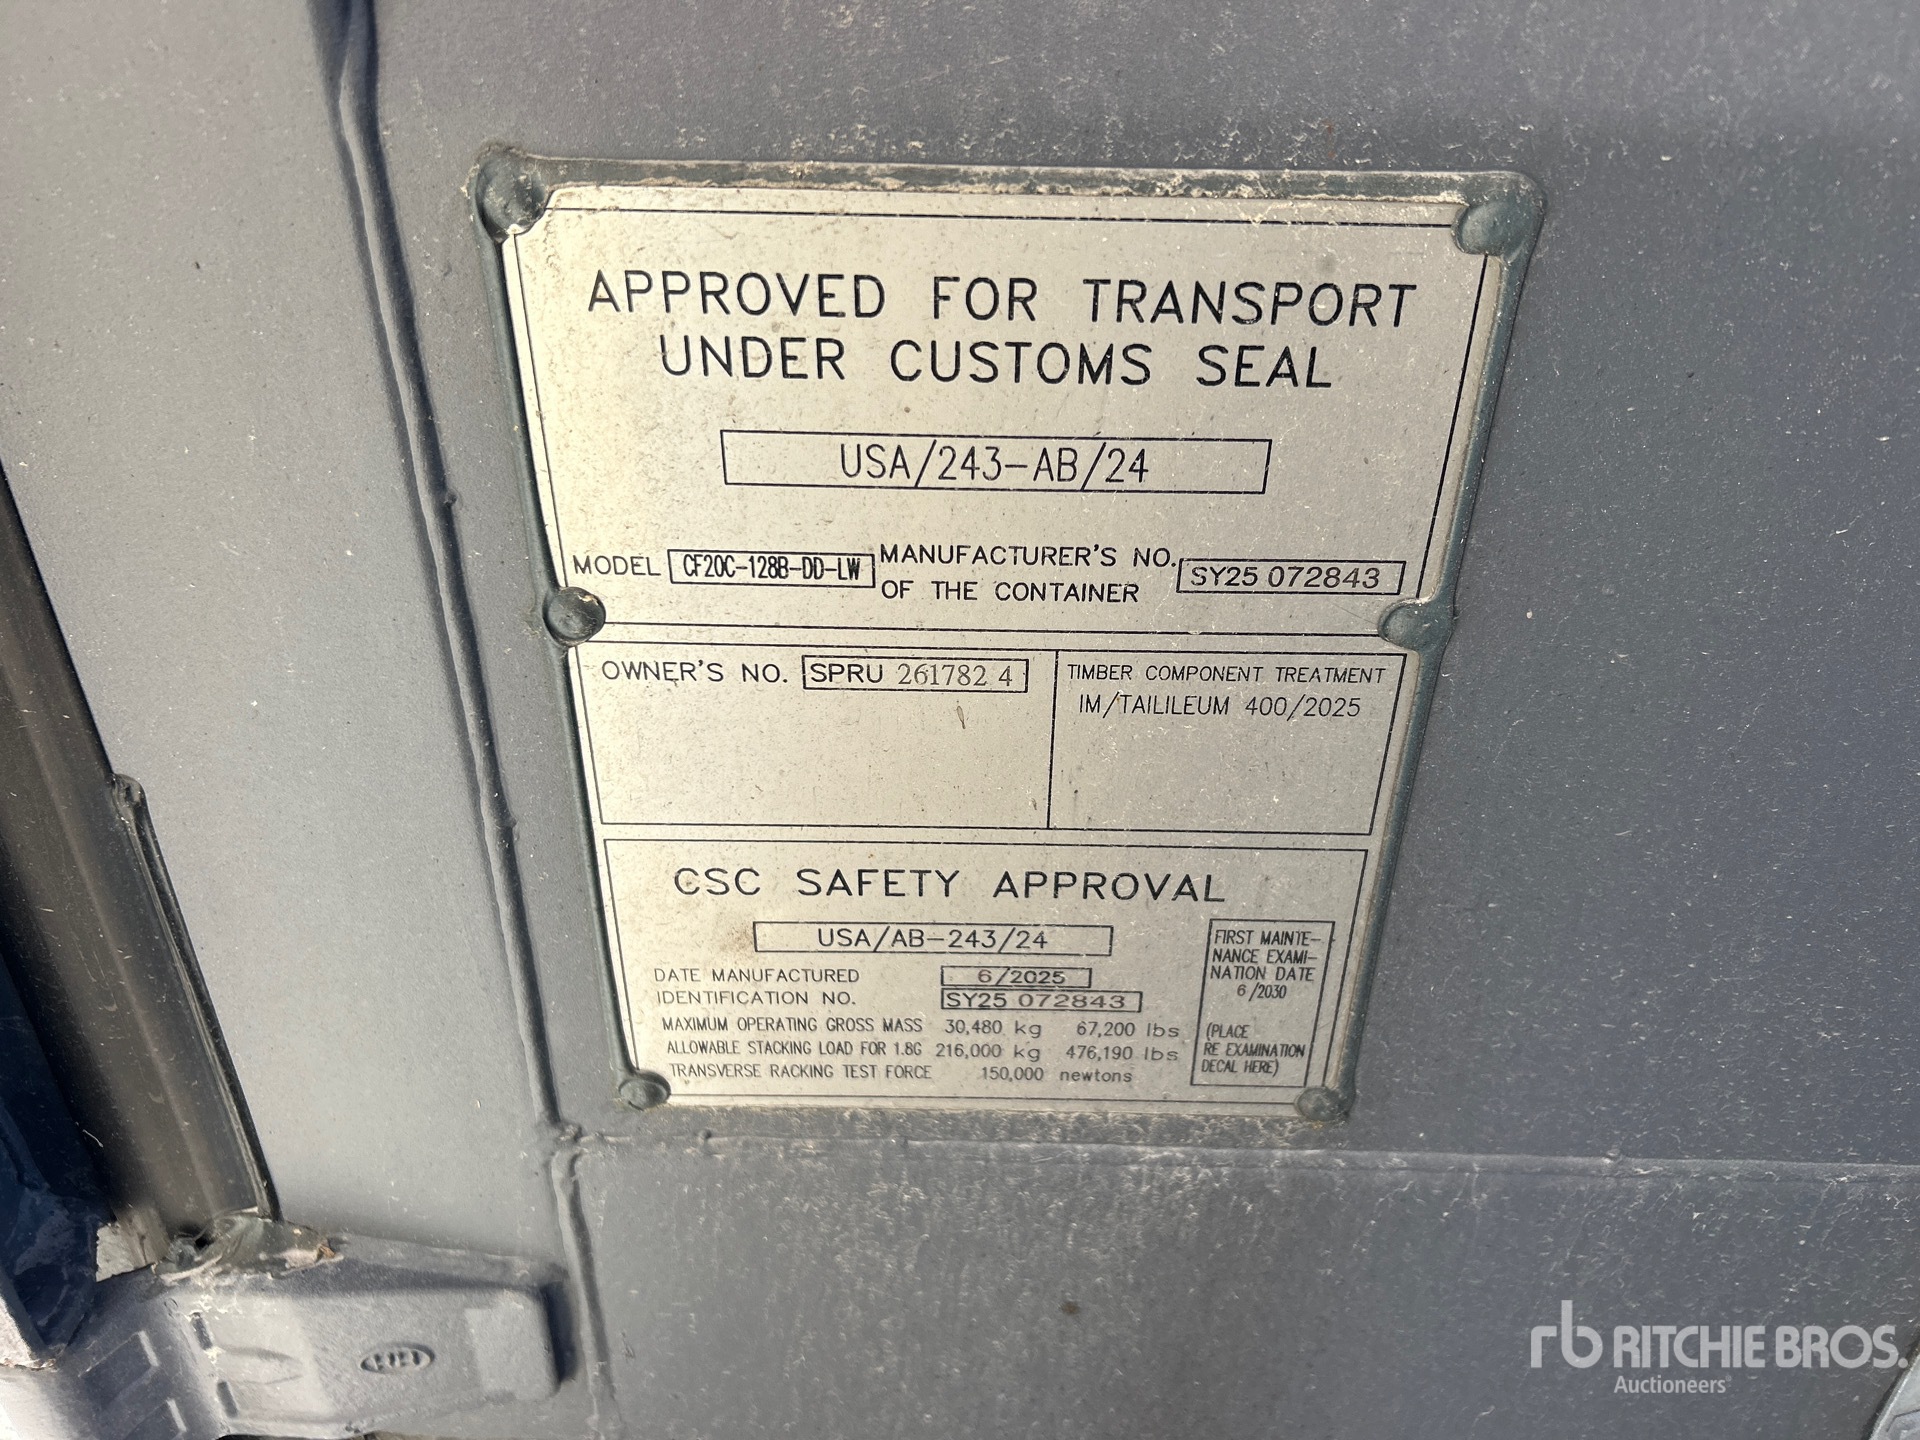 APPROVED FOR TRANSPORT
UNDER CUSTOMS SEAL
USA/243-AB/24
MODEL CF20C-128B-DD-LW MANUFACTURER'S NO.
OF THE CONTAINER SY25 072843
OWNER'S NO. SPRU 261782 4
TIMBER COMPONENT TREATMENT
IM/TAILILEUM 400/2025
CSC SAFETY APPROVAL
USA/AB-243/24
DATE MANUFACTURED 6/2025
IDENTIFICATION NO. SY25 072843
MAXIMUM OPERATING GROSS MASS 30,480 kg 67,200 lbs
ALLOWABLE STACKING LOAD FOR 1.8G 216,000 kg 476,190 lbs
TRANSVERSE RACKING TEST FORCE 150,000 newtons
FIRST MAINTE-
NANCE EXAMI-
NATION DATE
6/2030
(PLACE
RE EXAMINATION
DECAL HERE)
rb RITCHIE BROS.
Auctioneers